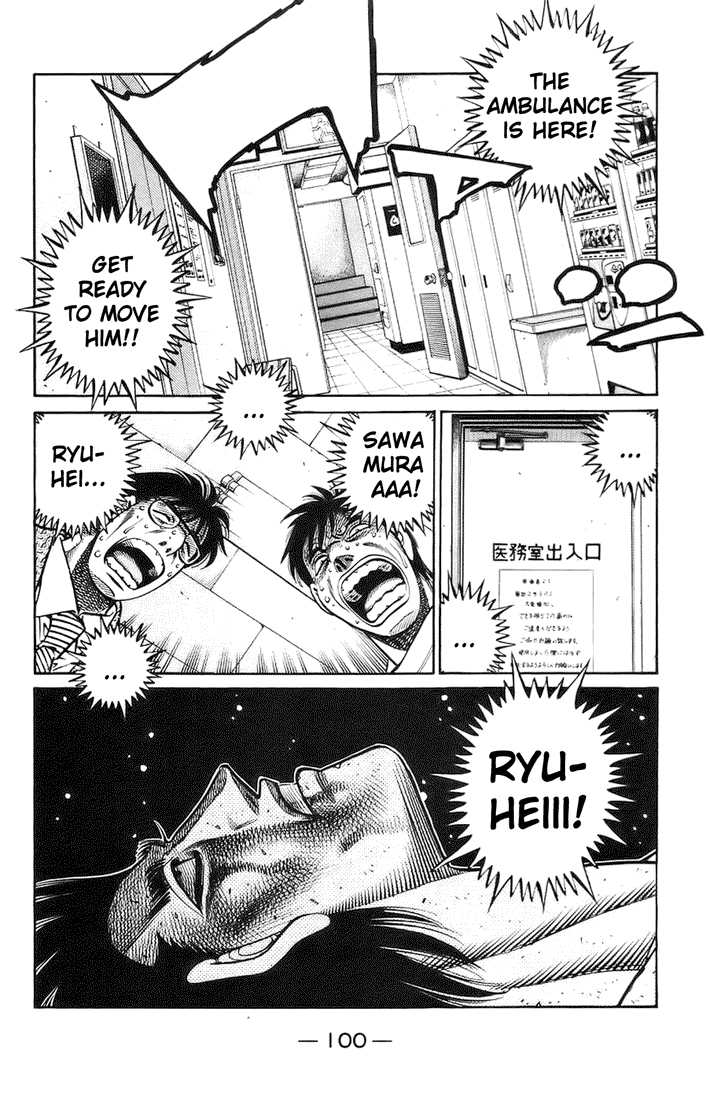 THE
AMBULANCE
IS HERE!
GET
READY
TO MOVE
HIM!!
...
医務室出入口
...
SAWA
MURA
AAA!
...
RYU-
HEI...
...
RYU-
HEIII!
— 100 —